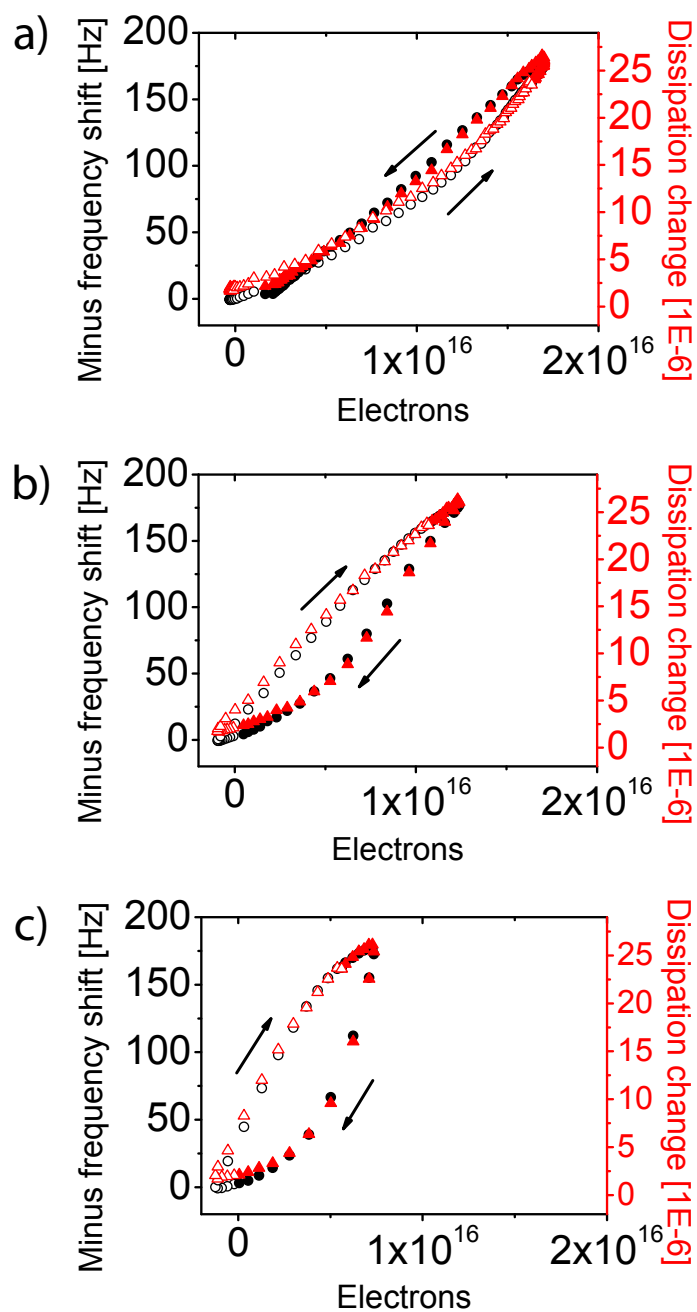 a)
Minus frequency shift [Hz]
200
150
100
50
0
25
20
15
10
5
0
Dissipation change [1E-6]
0
1x10^16
2x10^16
Electrons
b)
Minus frequency shift [Hz]
200
150
100
50
0
25
20
15
10
5
0
Dissipation change [1E-6]
0
1x10^16
2x10^16
Electrons
c)
Minus frequency shift [Hz]
200
150
100
50
0
25
20
15
10
5
0
Dissipation change [1E-6]
0
1x10^16
2x10^16
Electrons